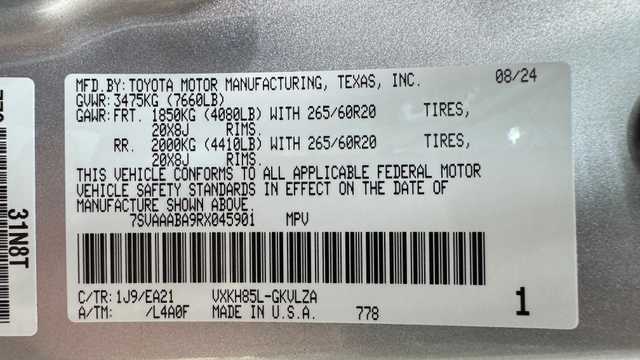 MFD.BY:TOYOTA MOTOR MANUFACTURING, TEXAS, INC. 08/24
GVWR: 3475KG (7660LB)
GAWR: FRT. 1850KG (4080LB) WITH 265/60R20 TIRES,
20X8J RIMS.
RR. 2000KG (4410LB) WITH 265/60R20 TIRES,
20X8J RIMS.
THIS VEHICLE CONFORMS TO ALL APPLICABLE FEDERAL MOTOR
VEHICLE SAFETY STANDARDS IN EFFECT ON THE DATE OF
MANUFACTURE SHOWN ABOVE.
7SVAAABA9RX045901 MPV
C/TR: 1J9/EA21 VXKH85L-GKVLZA
A/TM: /L4A0F MADE IN U.S.A. 778
1
31N8T